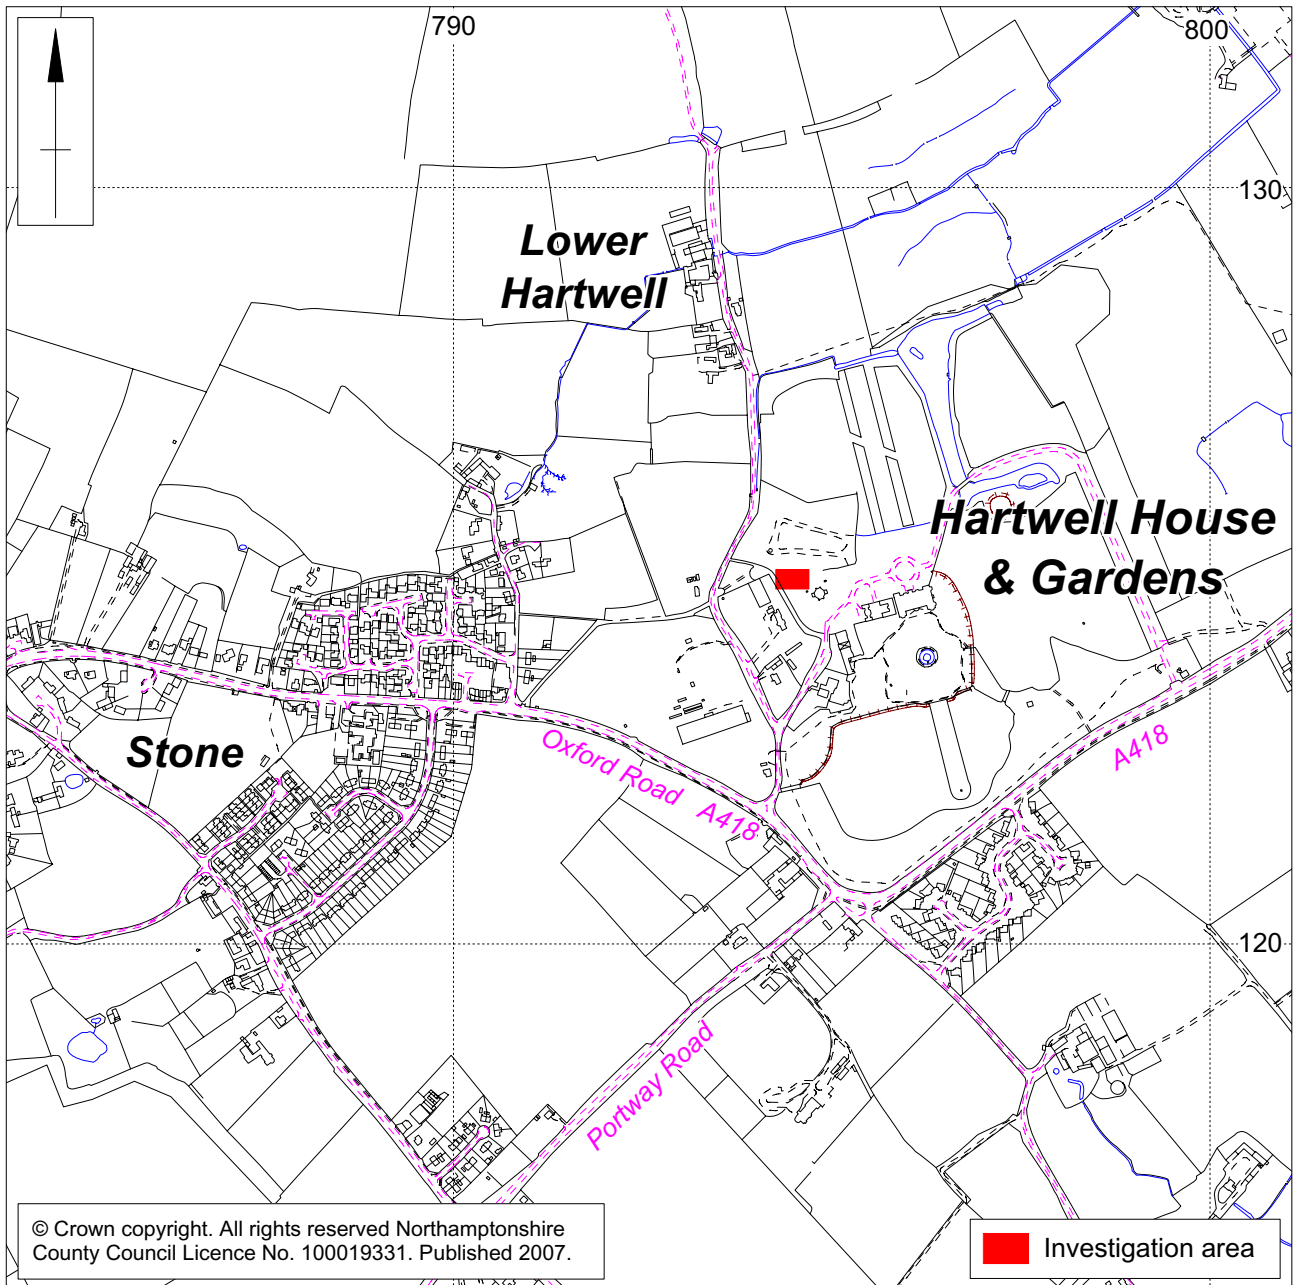 790
800
130
Lower
Hartwell
Hartwell House
& Gardens
Stone
Oxford Road A418
A418
120
Portway Road
© Crown copyright. All rights reserved Northamptonshire
County Council Licence No. 100019331. Published 2007.
Investigation area